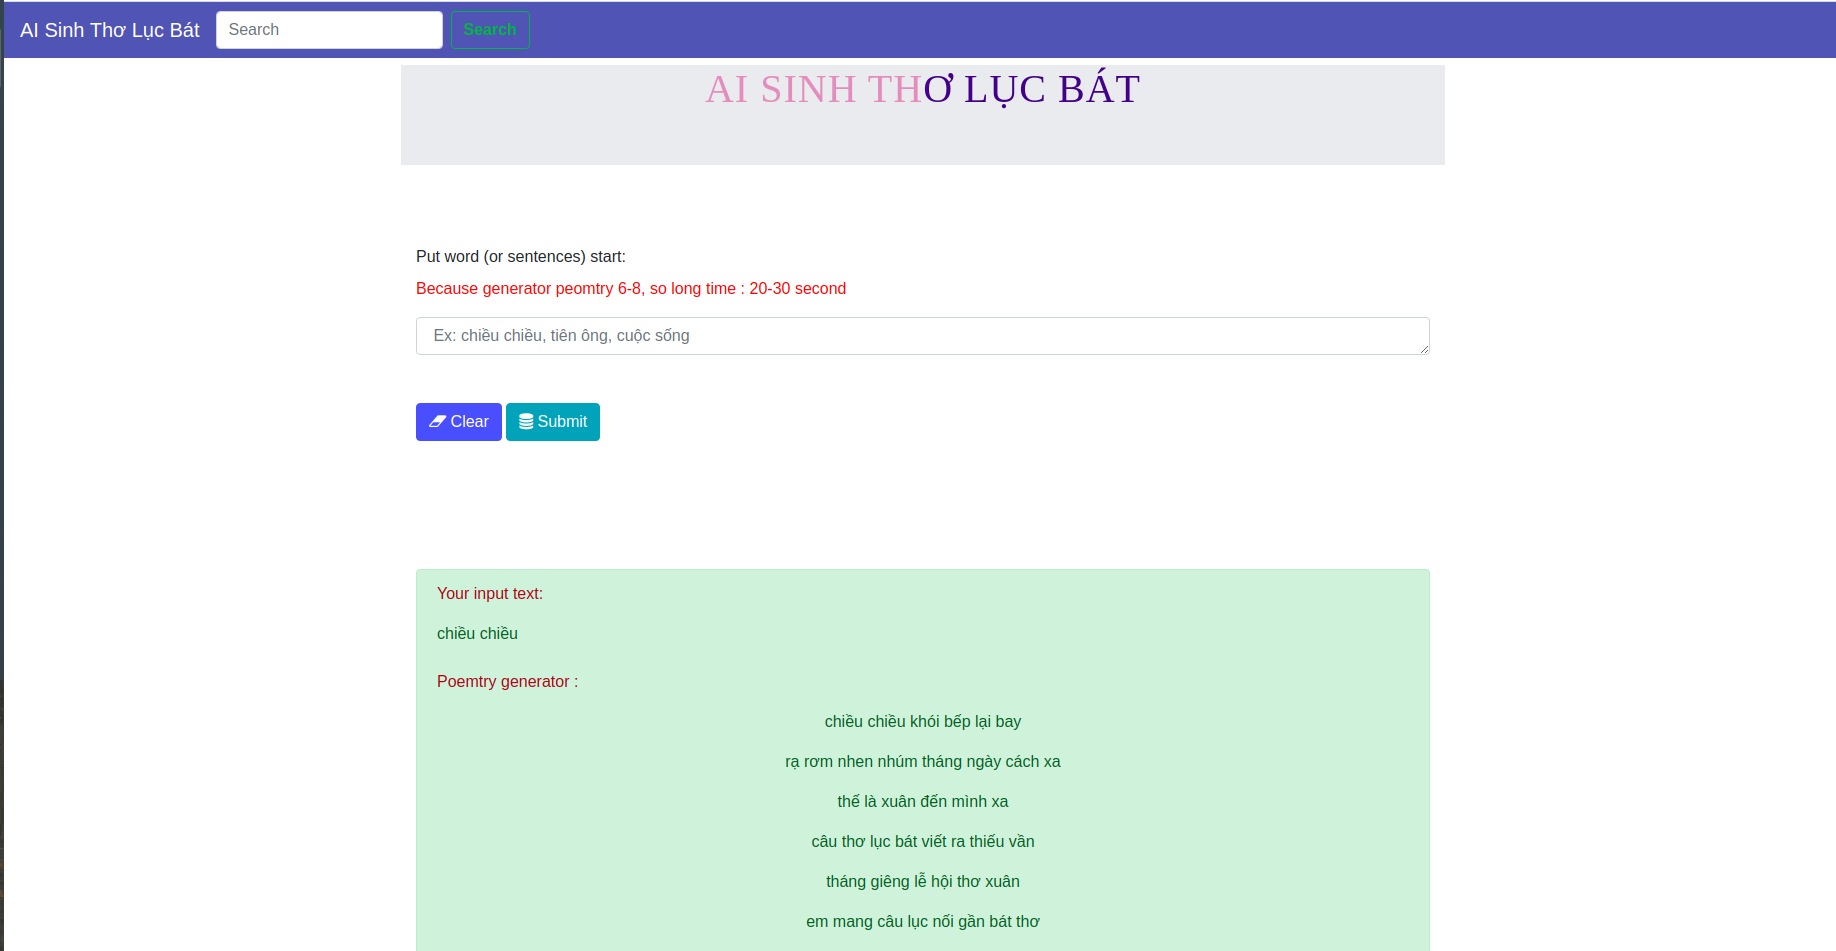 AI Sinh Thơ Lục Bát Search Search
AI SINH THƠ LỤC BÁT
Put word (or sentences) start:
Because generator peomtry 6-8, so long time : 20-30 second
Ex: chiều chiều, tiên ông, cuộc sống
Clear Submit
Your input text:
chiều chiều
Poemtry generator :
chiều chiều khói bếp lại bay
rạ rơm nhen nhúm tháng ngày cách xa
thế là xuân đến mình xa
câu thơ lục bát viết ra thiếu vần
tháng giêng lễ hội thơ xuân
em mang câu lục nối gần bát thơ